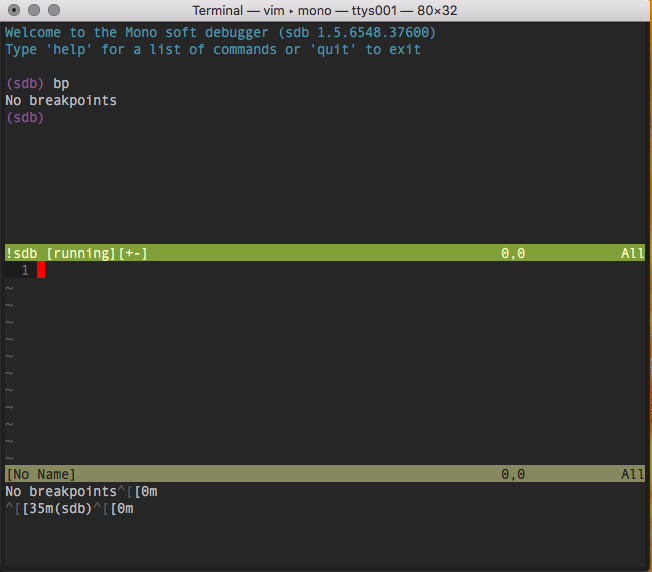 Terminal — vim ‣ mono — ttys001 — 80×32
Welcome to the Mono soft debugger (sdb 1.5.6548.37600)
Type 'help' for a list of commands or 'quit' to exit
(sdb) bp
No breakpoints
(sdb)
!sdb [running][+-] 0,0 All
1
~
~
~
~
~
~
~
~
~
~
~
[No Name] 0,0 All
No breakpoints^[[0m
^[[35m(sdb)^[[0m